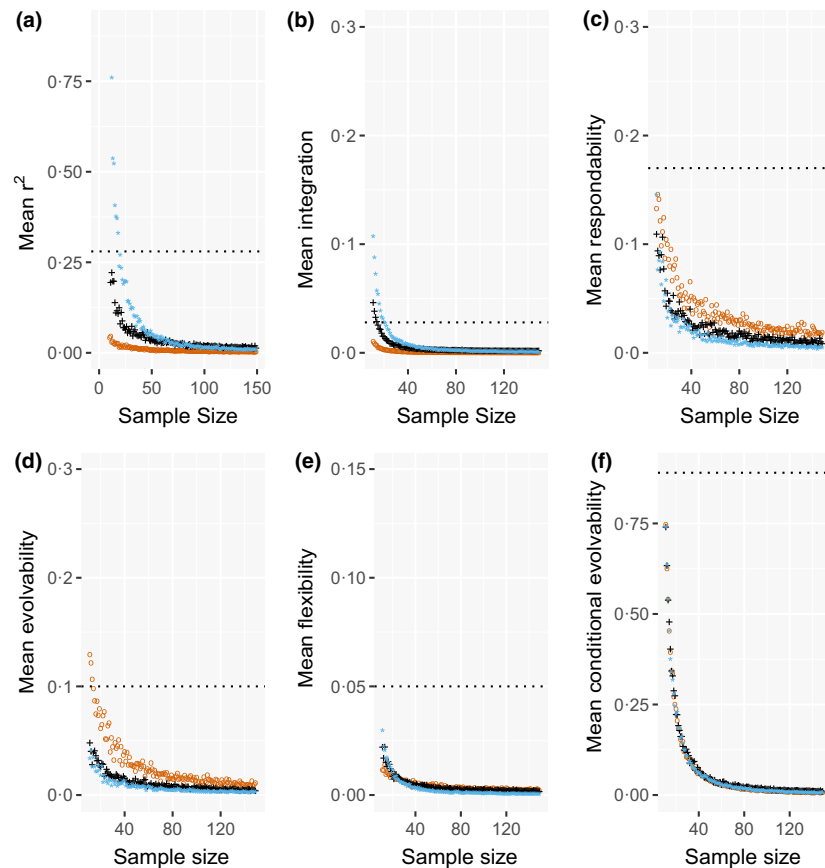 (a)
0·75
0·50
0·25
0·00
Mean r²
0 50 100 150
Sample Size
(b)
0·3
0·2
0·1
0·0
Mean integration
40 80 120
Sample Size
(c)
0·3
0·2
0·1
0·0
Mean respondability
40 80 120
Sample Size
(d)
0·3
0·2
0·1
0·0
Mean evolvability
40 80 120
Sample size
(e)
0·15
0·10
0·05
0·00
Mean flexibility
40 80 120
Sample size
(f)
0·75
0·50
0·25
0·00
Mean conditional evolvability
40 80 120
Sample size